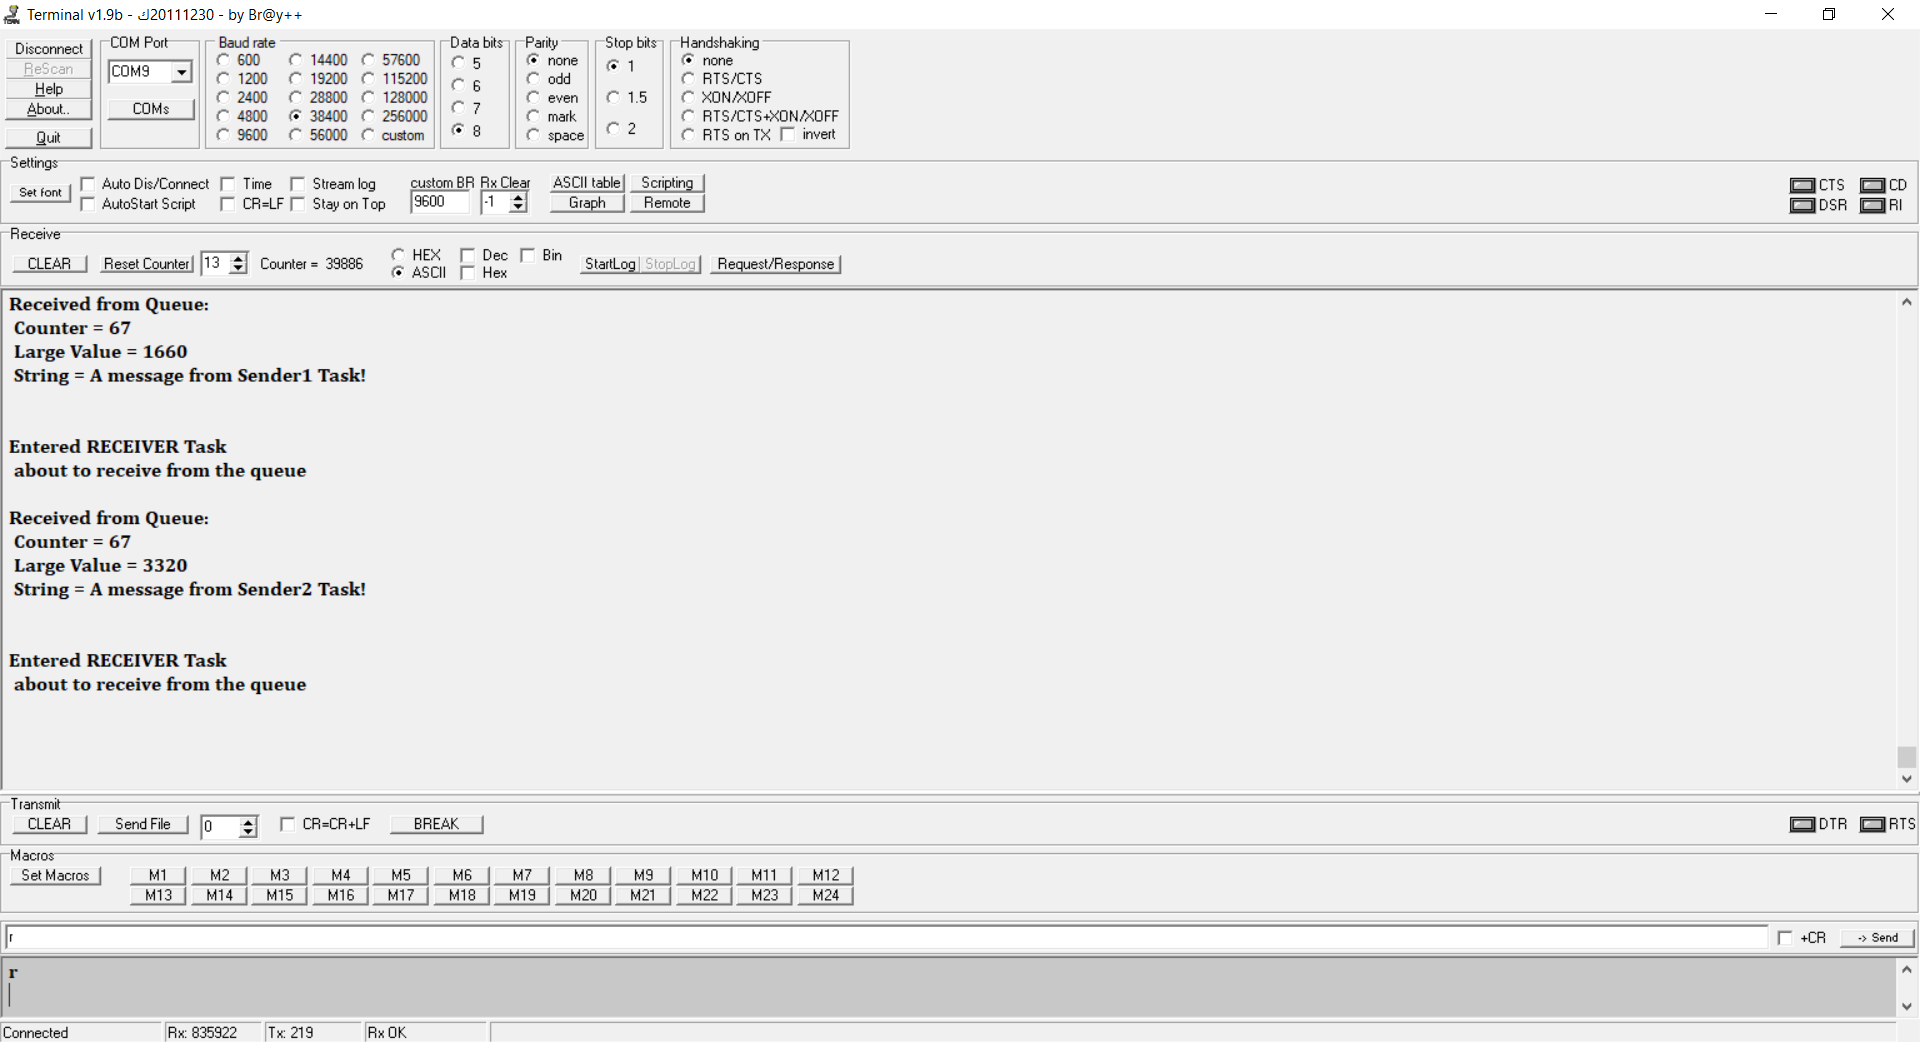 Terminal v1.9b - ك20111230 - by Br@y++
Disconnect
ReScan
Help
About..
Quit
COM Port
COM9
COMs
Baud rate
600 14400 57600
1200 19200 115200
2400 28800 128000
4800 38400 256000
9600 56000 custom
Data bits
5
6
7
8
Parity
none
odd
even
mark
space
Stop bits
1
1.5
2
Handshaking
none
RTS/CTS
XON/XOFF
RTS/CTS+XON/XOFF
RTS on TX invert
Settings
Set font
Auto Dis/Connect Time Stream log
AutoStart Script CR=LF Stay on Top
custom BR Rx Clear
9600 -1
ASCII table Scripting
Graph Remote
CTS CD
DSR RI
Receive
CLEAR Reset Counter 13 Counter = 39886
HEX Dec Bin
ASCII Hex
StartLog StopLog Request/Response
Received from Queue:
Counter = 67
Large Value = 1660
String = A message from Sender1 Task!
Entered RECEIVER Task
about to receive from the queue
Received from Queue:
Counter = 67
Large Value = 3320
String = A message from Sender2 Task!
Entered RECEIVER Task
about to receive from the queue
Transmit
CLEAR Send File 0 CR=CR+LF BREAK DTR RTS
Macros
Set Macros M1 M2 M3 M4 M5 M6 M7 M8 M9 M10 M11 M12
M13 M14 M15 M16 M17 M18 M19 M20 M21 M22 M23 M24
r +CR -> Send
r
Connected Rx: 835922 Tx: 219 Rx OK